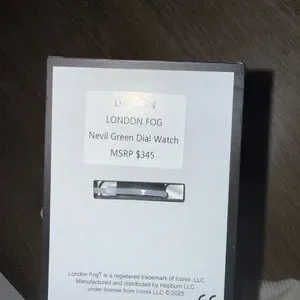 LONDON FOG
Nevil Green Dial Watch
MSRP $345
London Fog® is a registered trademark of Iconix LLC
Manufactured and distributed by Hepburn LLC
under license from Iconix LLC © 2025
CE